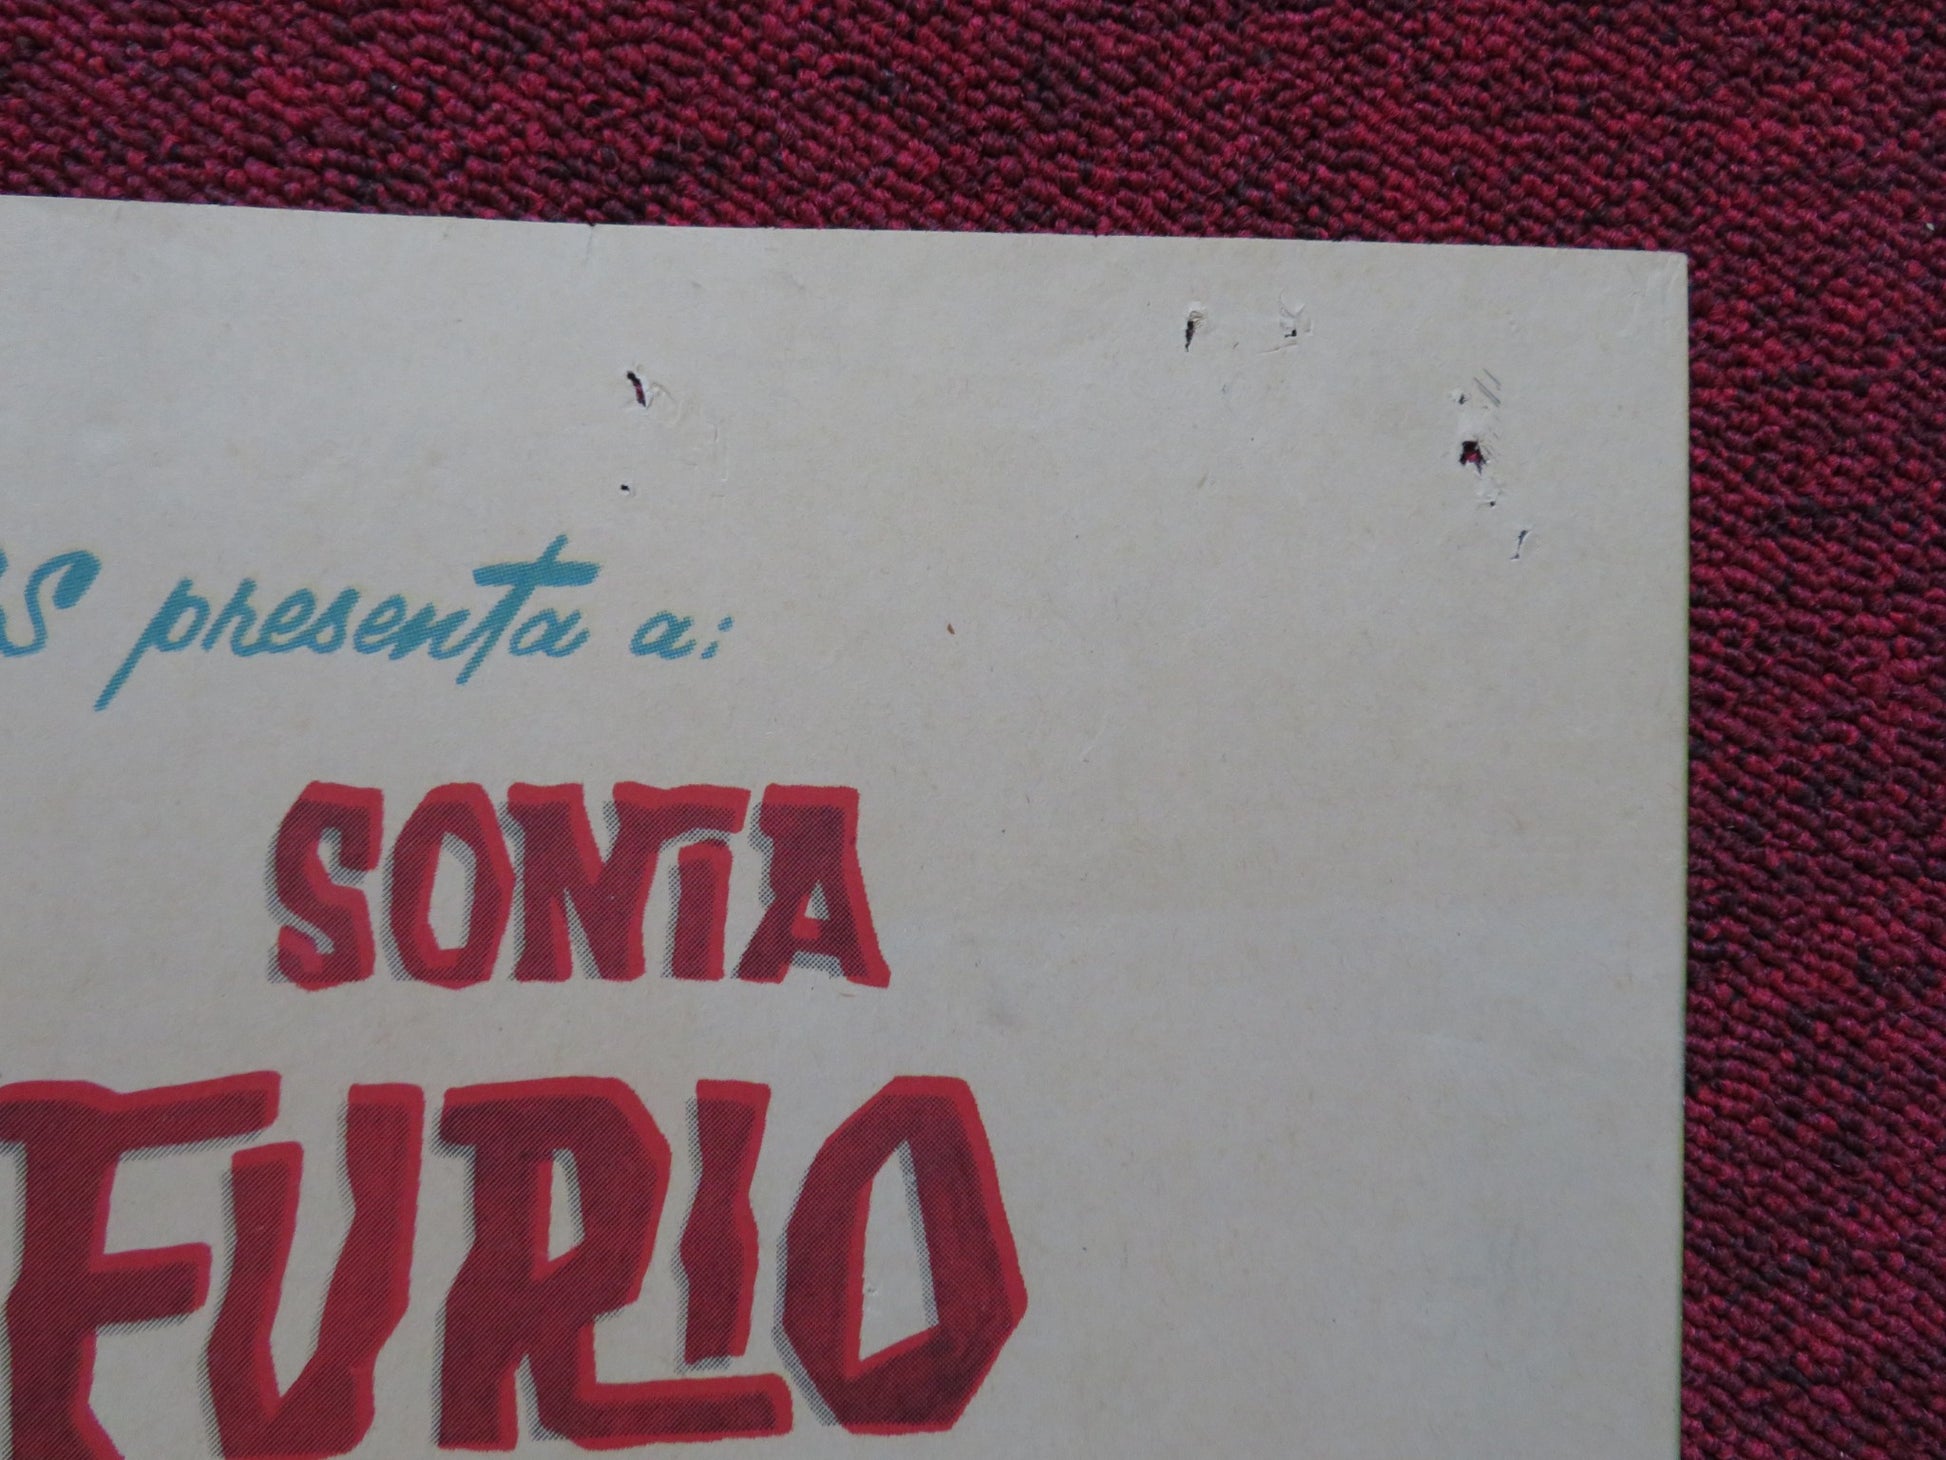 presenta a:
SONIA
FURIO